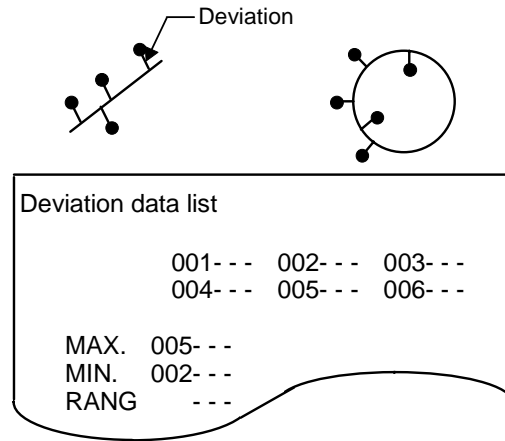 Deviation
Deviation data list
001- - - 002- - - 003- - -
004- - - 005- - - 006- - -
MAX. 005- - -
MIN. 002- - -
RANG - - -